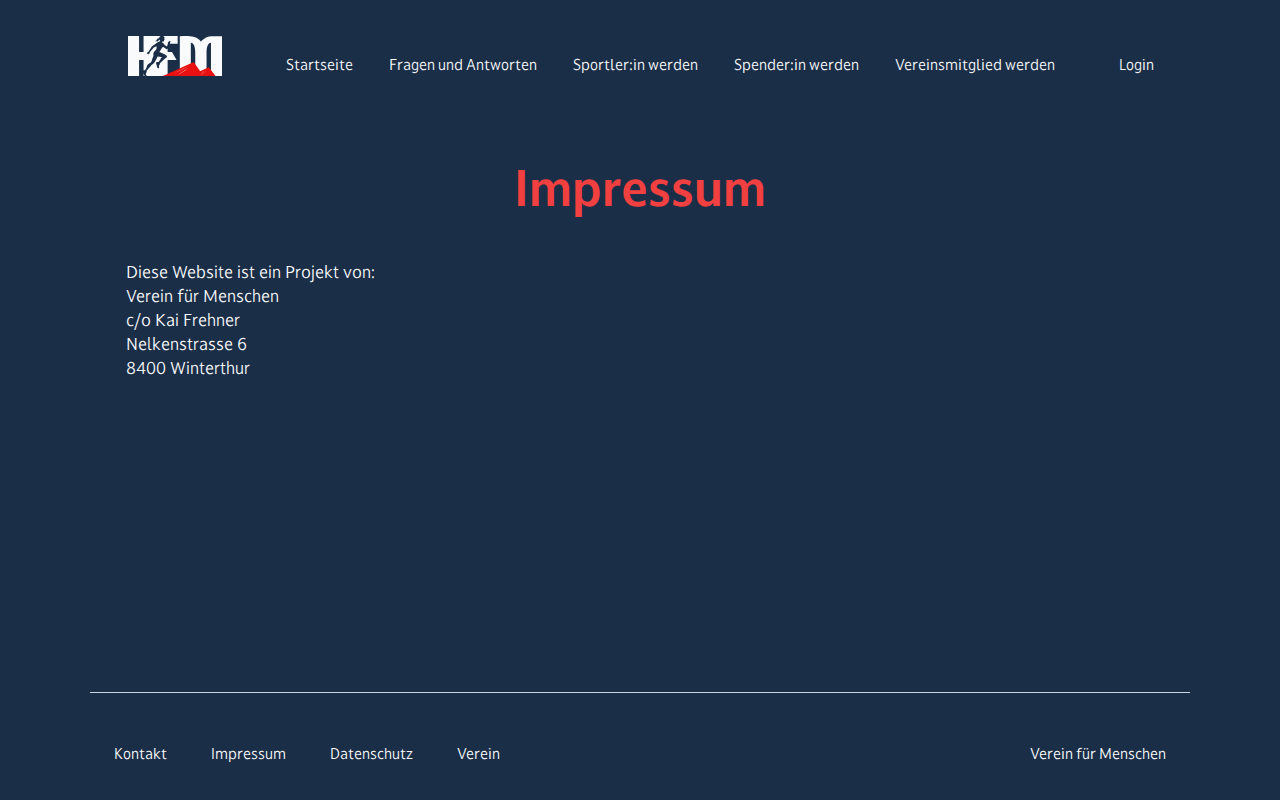 HFM
Startseite Fragen und Antworten Sportler:in werden Spender:in werden Vereinsmitglied werden Login
Impressum
Diese Website ist ein Projekt von:
Verein für Menschen
c/o Kai Frehner
Nelkenstrasse 6
8400 Winterthur
Kontakt Impressum Datenschutz Verein Verein für Menschen